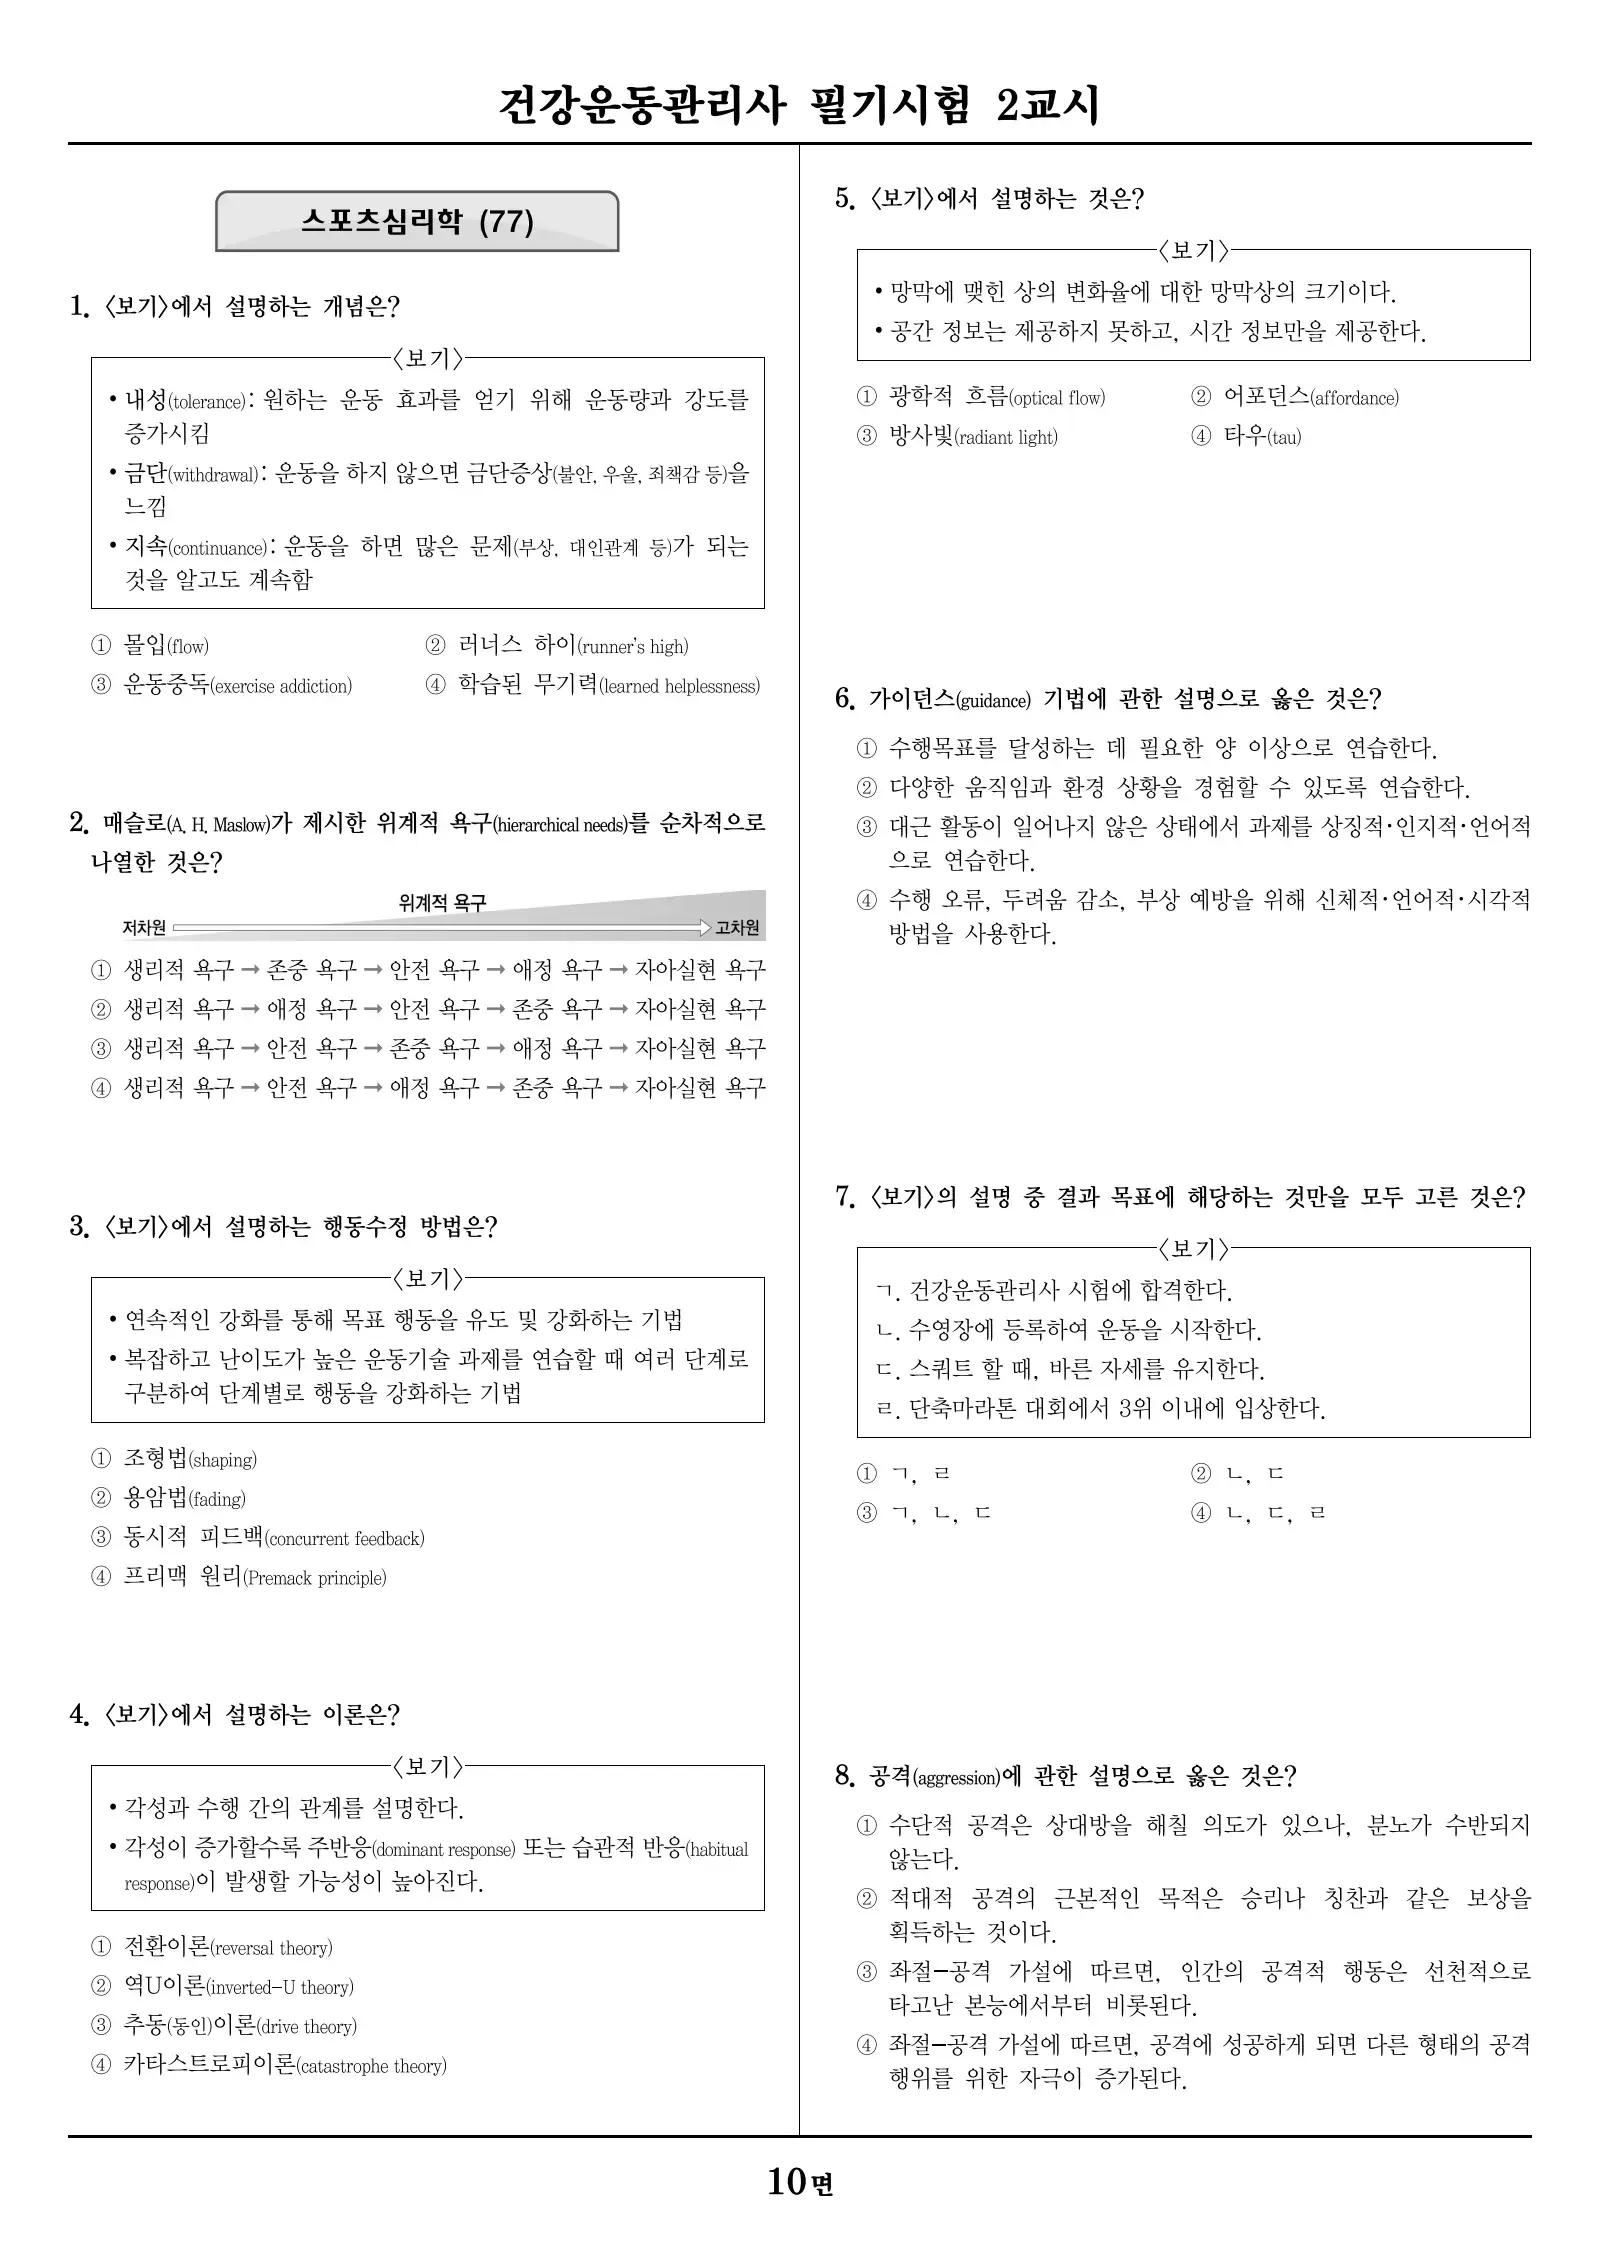 건강운동관리사 필기시험 2교시
스포츠심리학 (77)
1. 〈보기〉에서 설명하는 개념은?
〈보기〉
• 내성(tolerance): 원하는 운동 효과를 얻기 위해 운동량과 강도를
증가시킴
• 금단(withdrawal): 운동을 하지 않으면 금단증상(불안, 우울, 죄책감 등)을
느낌
• 지속(continuance): 운동을 하면 많은 문제(부상, 대인관계 등)가 되는
것을 알고도 계속함
① 몰입(flow) ② 러너스 하이(runner's high)
③ 운동중독(exercise addiction) ④ 학습된 무기력(learned helplessness)
2. 매슬로(A. H. Maslow)가 제시한 위계적 욕구(hierarchical needs)를 순차적으로
나열한 것은?
위계적 욕구
저차원 고차원
① 생리적 욕구 → 존중 욕구 → 안전 욕구 → 애정 욕구 → 자아실현 욕구
② 생리적 욕구 → 애정 욕구 → 안전 욕구 → 존중 욕구 → 자아실현 욕구
③ 생리적 욕구 → 안전 욕구 → 존중 욕구 → 애정 욕구 → 자아실현 욕구
④ 생리적 욕구 → 안전 욕구 → 애정 욕구 → 존중 욕구 → 자아실현 욕구
3. 〈보기〉에서 설명하는 행동수정 방법은?
〈보기〉
• 연속적인 강화를 통해 목표 행동을 유도 및 강화하는 기법
• 복잡하고 난이도가 높은 운동기술 과제를 연습할 때 여러 단계로
구분하여 단계별로 행동을 강화하는 기법
① 조형법(shaping)
② 용암법(fading)
③ 동시적 피드백(concurrent feedback)
④ 프리맥 원리(Premack principle)
4. 〈보기〉에서 설명하는 이론은?
〈보기〉
• 각성과 수행 간의 관계를 설명한다.
• 각성이 증가할수록 주반응(dominant response) 또는 습관적 반응(habitual
response)이 발생할 가능성이 높아진다.
① 전환이론(reversal theory)
② 역U이론(inverted-U theory)
③ 추동(동인)이론(drive theory)
④ 카타스트로피이론(catastrophe theory)
5. 〈보기〉에서 설명하는 것은?
〈보기〉
• 망막에 맺힌 상의 변화율에 대한 망막상의 크기이다.
• 공간 정보는 제공하지 못하고, 시간 정보만을 제공한다.
① 광학적 흐름(optical flow) ② 어포던스(affordance)
③ 방사빛(radiant light) ④ 타우(tau)
6. 가이던스(guidance) 기법에 관한 설명으로 옳은 것은?
① 수행목표를 달성하는 데 필요한 양 이상으로 연습한다.
② 다양한 움직임과 환경 상황을 경험할 수 있도록 연습한다.
③ 대근 활동이 일어나지 않은 상태에서 과제를 상징적·인지적·언어적
으로 연습한다.
④ 수행 오류, 두려움 감소, 부상 예방을 위해 신체적·언어적·시각적
방법을 사용한다.
7. 〈보기〉의 설명 중 결과 목표에 해당하는 것만을 모두 고른 것은?
〈보기〉
ㄱ. 건강운동관리사 시험에 합격한다.
ㄴ. 수영장에 등록하여 운동을 시작한다.
ㄷ. 스쿼트 할 때, 바른 자세를 유지한다.
ㄹ. 단축마라톤 대회에서 3위 이내에 입상한다.
① ㄱ, ㄹ ② ㄴ, ㄷ
③ ㄱ, ㄴ, ㄷ ④ ㄴ, ㄷ, ㄹ
8. 공격(aggression)에 관한 설명으로 옳은 것은?
① 수단적 공격은 상대방을 해칠 의도가 있으나, 분노가 수반되지
않는다.
② 적대적 공격의 근본적인 목적은 승리나 칭찬과 같은 보상을
획득하는 것이다.
③ 좌절-공격 가설에 따르면, 인간의 공격적 행동은 선천적으로
타고난 본능에서부터 비롯된다.
④ 좌절-공격 가설에 따르면, 공격에 성공하게 되면 다른 형태의 공격
행위를 위한 자극이 증가된다.
10면